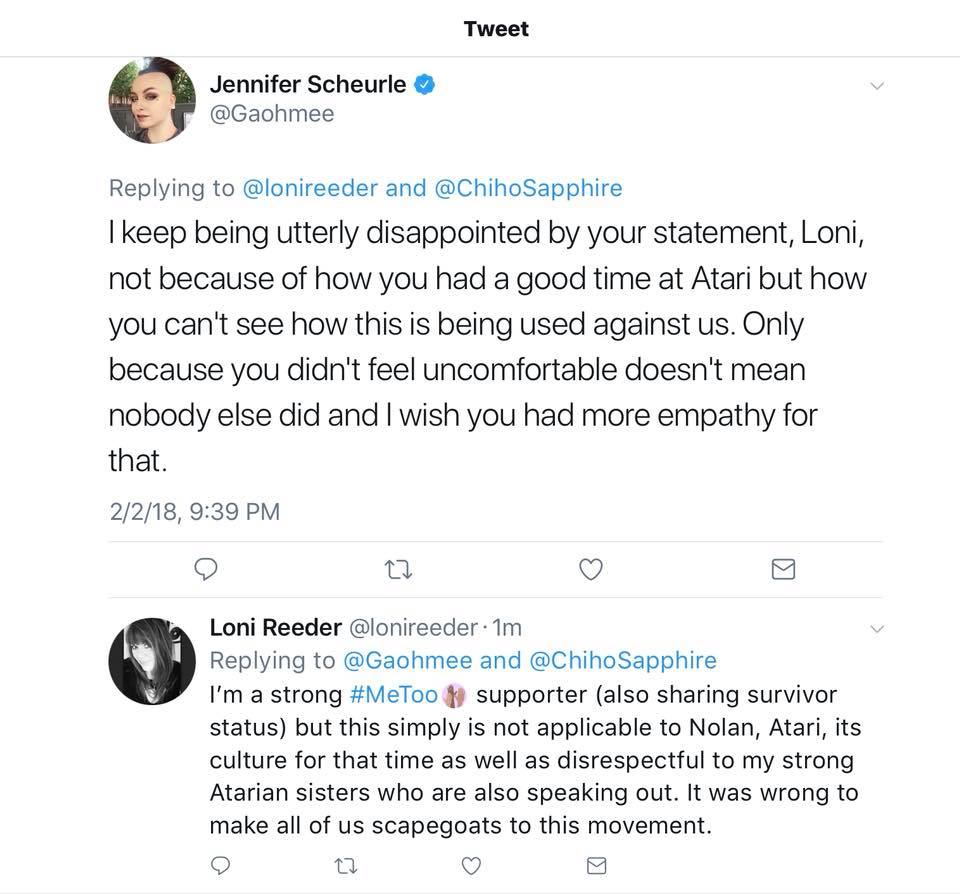 Tweet
Jennifer Scheurle
@Gaohmee
Replying to @lonireeder and @ChihoSapphire
I keep being utterly disappointed by your statement, Loni,
not because of how you had a good time at Atari but how
you can't see how this is being used against us. Only
because you didn't feel uncomfortable doesn't mean
nobody else did and I wish you had more empathy for
that.
2/2/18, 9:39 PM
Loni Reeder @lonireeder · 1m
Replying to @Gaohmee and @ChihoSapphire
I’m a strong #MeToo supporter (also sharing survivor
status) but this simply is not applicable to Nolan, Atari, its
culture for that time as well as disrespectful to my strong
Atarian sisters who are also speaking out. It was wrong to
make all of us scapegoats to this movement.